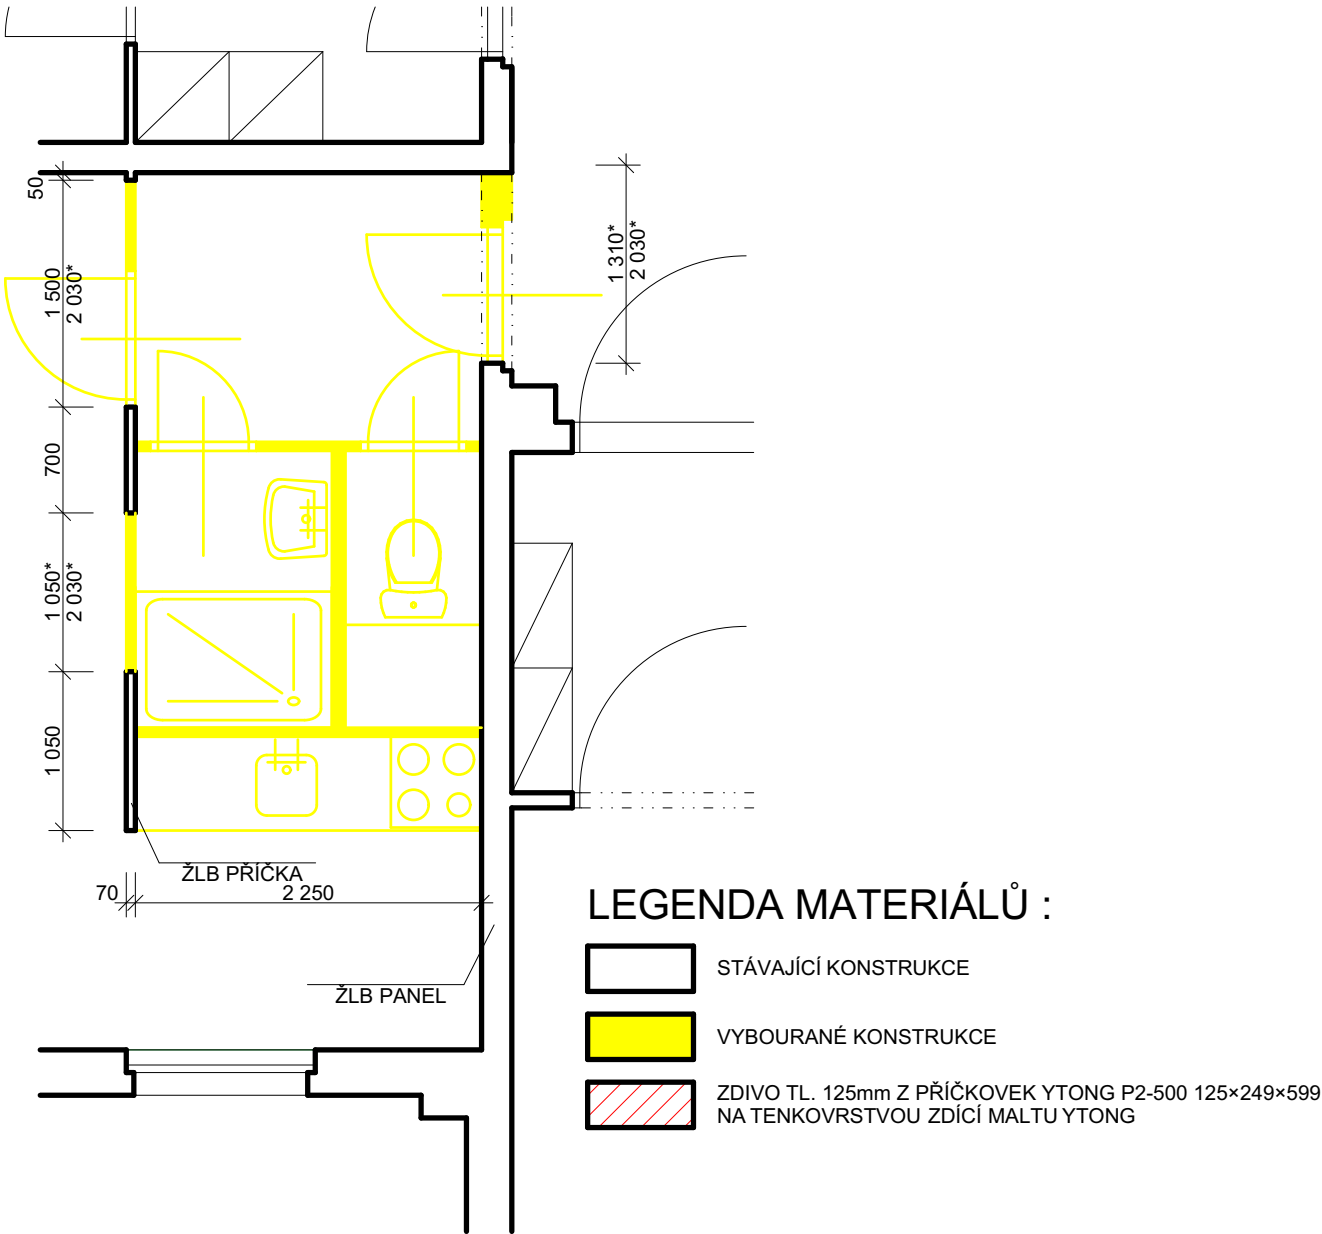 50
1 500
2 030*
1 310*
2 030*
700
1 050*
2 030*
1 050
ŽLB PŘÍČKA
70
2 250
ŽLB PANEL
LEGENDA MATERIÁLŮ :
STÁVAJÍCÍ KONSTRUKCE
VYBOURANÉ KONSTRUKCE
ZDIVO TL. 125mm Z PŘÍČKOVEK YTONG P2-500 125×249×599
NA TENKOVRSTVOU ZDÍCÍ MALTU YTONG